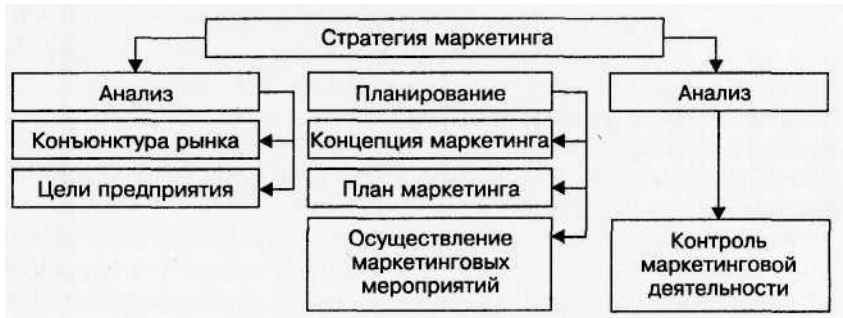 Стратегия маркетинга
Анализ
Планирование
Анализ
Конъюнктура рынка
Концепция маркетинга
Цели предприятия
План маркетинга
Осуществление
маркетинговых
мероприятий
Контроль
маркетинговой
деятельности